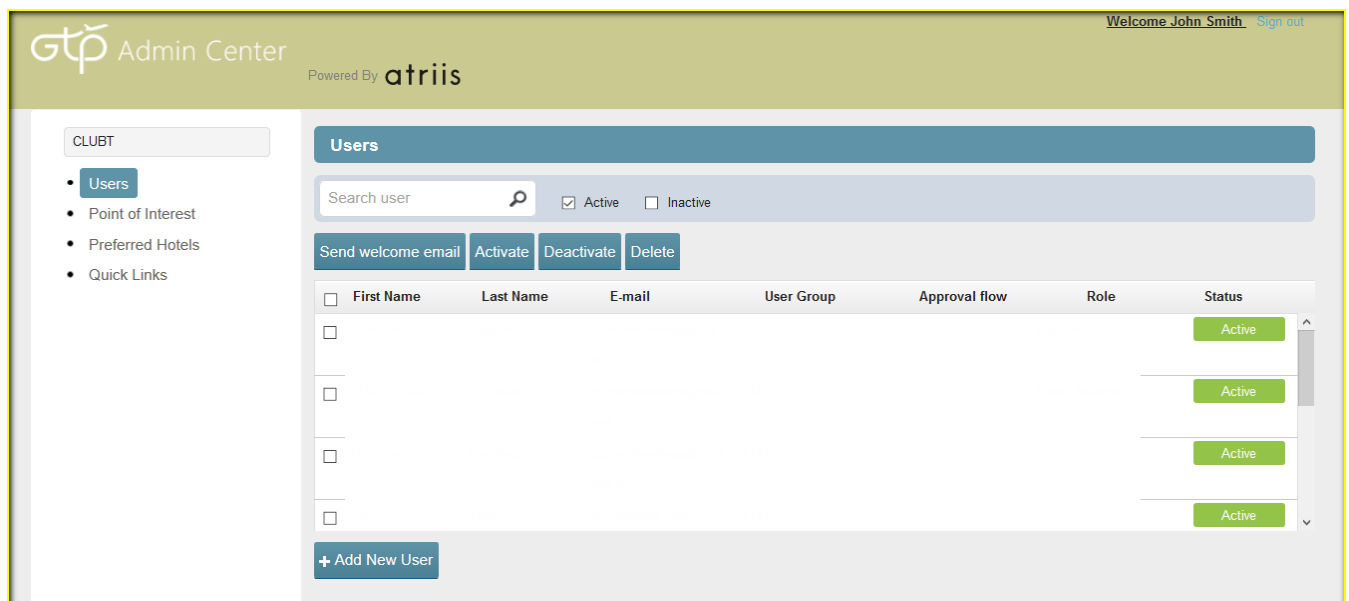 Welcome John Smith Sign out
Gtp Admin Center
Powered By atriis
CLUBT
Users
Point of Interest
Preferred Hotels
Quick Links
Users
Search user
Active
Inactive
Send welcome email Activate Deactivate Delete
First Name Last Name E-mail User Group Approval flow Role Status
Active
Active
Active
Active
+ Add New User